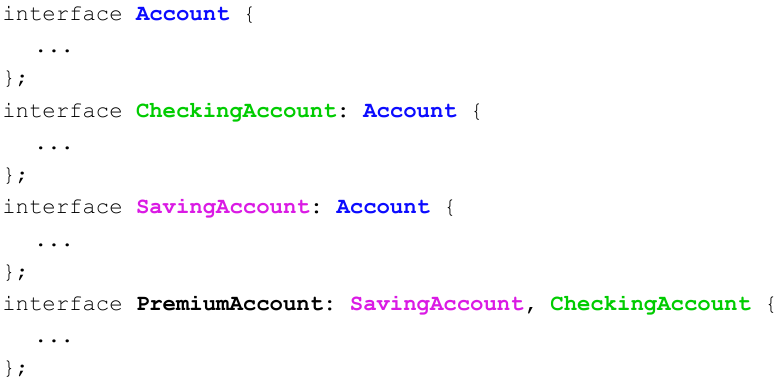 interface Account {
...
};
interface CheckingAccount: Account {
...
};
interface SavingAccount: Account {
...
};
interface PremiumAccount: SavingAccount, CheckingAccount {
...
};